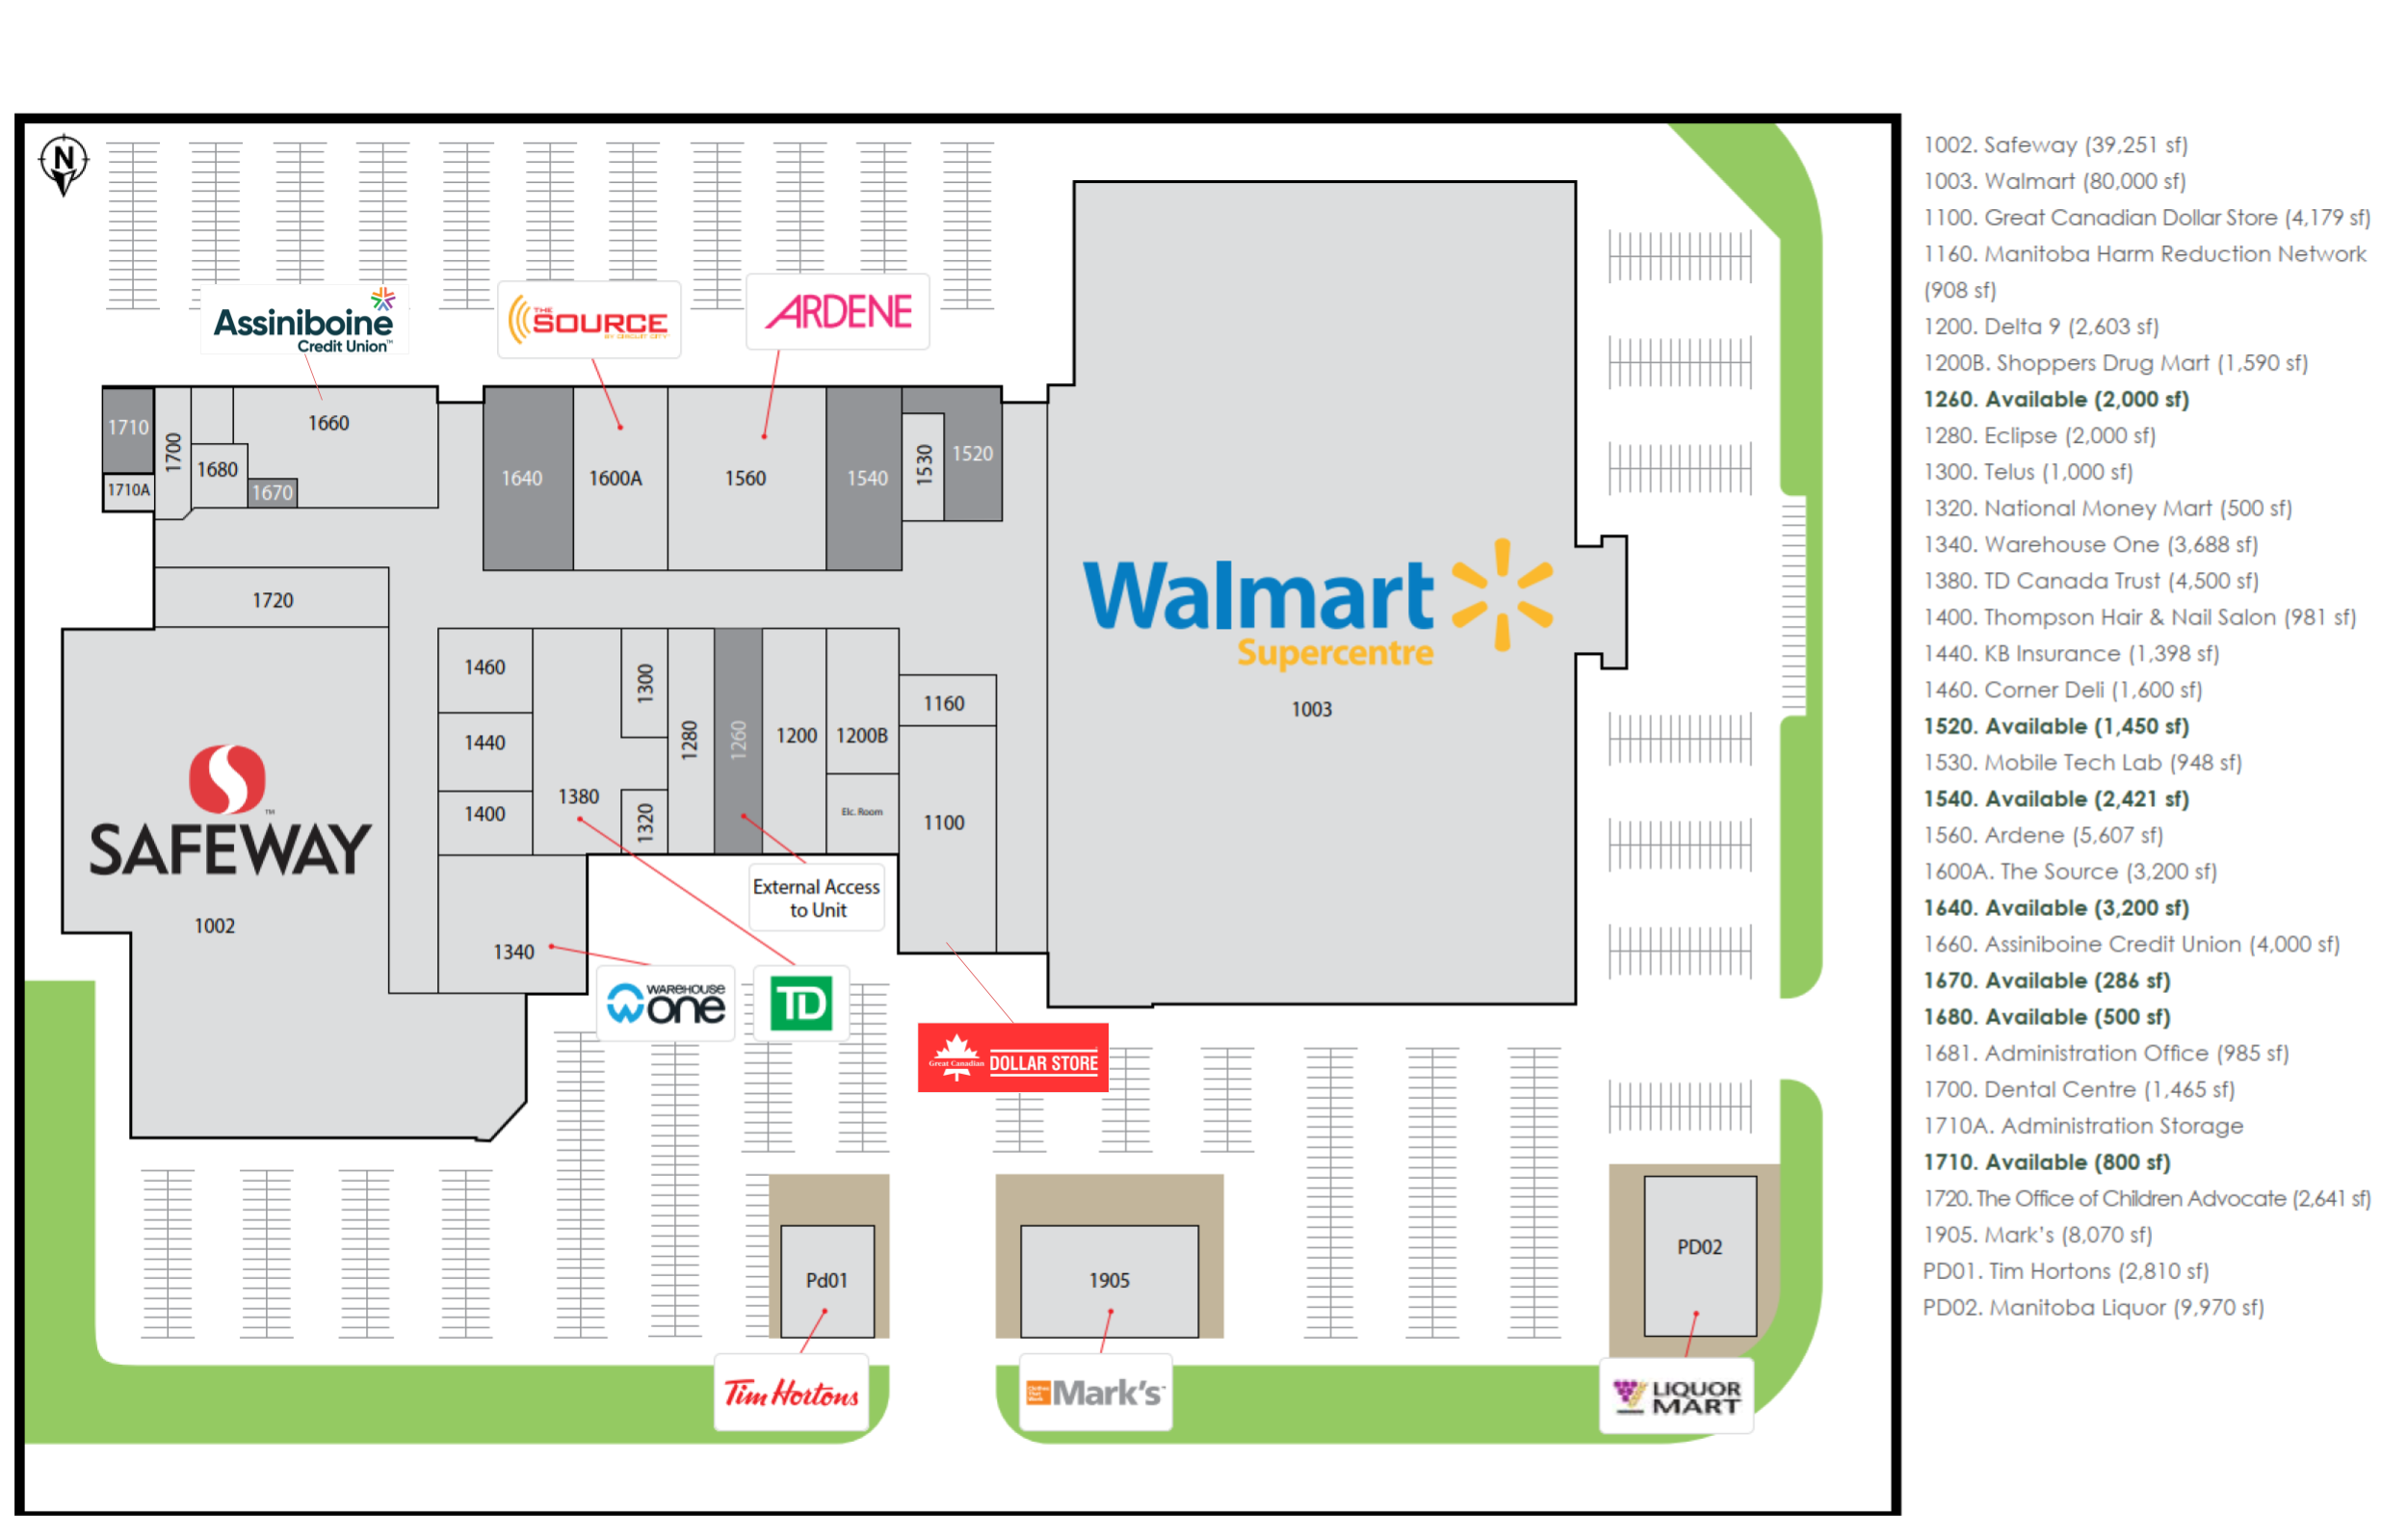 N
Assiniboine
Credit Union™
THE
SOURCE
BY CIRCUIT CITY
ARDENE
1710
1700
1660
1680
1670
1710A
1640
1600A
1560
1540
1530
1520
1720
Walmart
Supercentre
1003
1460
1440
1400
1380
1300
1320
1280
1260
1200
1200B
Elc. Room
1160
1100
SAFEWAY™
1002
1340
External Access
to Unit
WAREHOUSE
one
TD
Great Canadian
DOLLAR STORE
Pd01
1905
PD02
Tim Hortons
Mark's
LIQUOR
MART
1002. Safeway (39,251 sf)
1003. Walmart (80,000 sf)
1100. Great Canadian Dollar Store (4,179 sf)
1160. Manitoba Harm Reduction Network
(908 sf)
1200. Delta 9 (2,603 sf)
1200B. Shoppers Drug Mart (1,590 sf)
1260. Available (2,000 sf)
1280. Eclipse (2,000 sf)
1300. Telus (1,000 sf)
1320. National Money Mart (500 sf)
1340. Warehouse One (3,688 sf)
1380. TD Canada Trust (4,500 sf)
1400. Thompson Hair & Nail Salon (981 sf)
1440. KB Insurance (1,398 sf)
1460. Corner Deli (1,600 sf)
1520. Available (1,450 sf)
1530. Mobile Tech Lab (948 sf)
1540. Available (2,421 sf)
1560. Ardene (5,607 sf)
1600A. The Source (3,200 sf)
1640. Available (3,200 sf)
1660. Assiniboine Credit Union (4,000 sf)
1670. Available (286 sf)
1680. Available (500 sf)
1681. Administration Office (985 sf)
1700. Dental Centre (1,465 sf)
1710A. Administration Storage
1710. Available (800 sf)
1720. The Office of Children Advocate (2,641 sf)
1905. Mark's (8,070 sf)
PD01. Tim Hortons (2,810 sf)
PD02. Manitoba Liquor (9,970 sf)